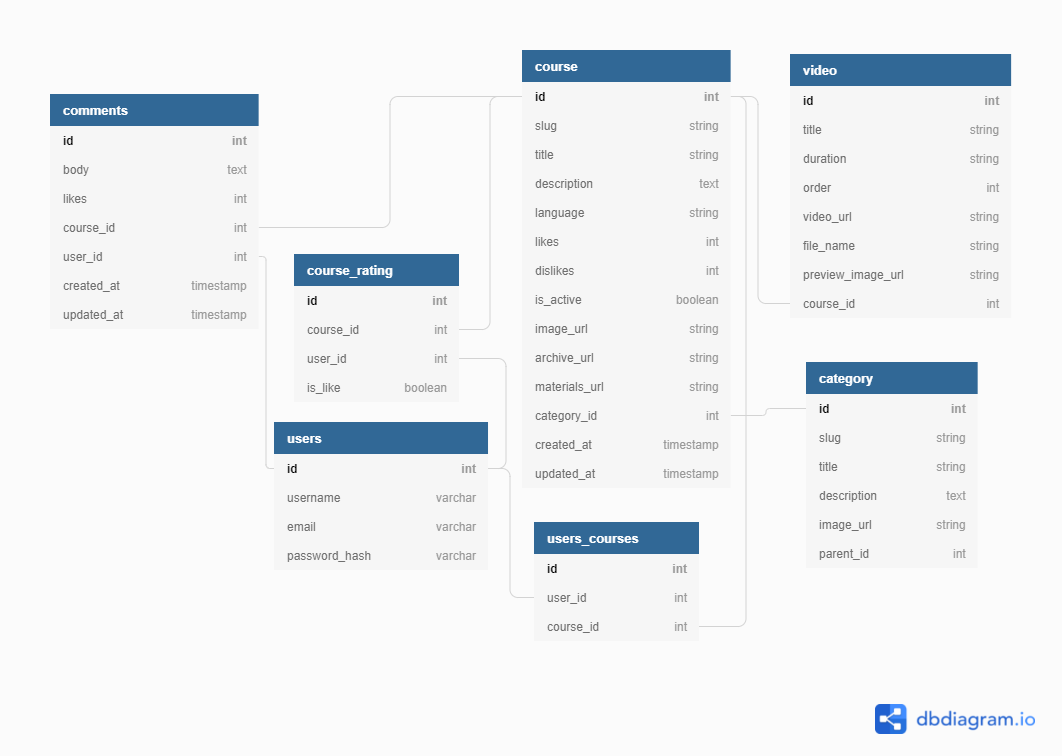 comments
id int
body text
likes int
course_id int
user_id int
created_at timestamp
updated_at timestamp
course_rating
id int
course_id int
user_id int
is_like boolean
users
id int
username varchar
email varchar
password_hash varchar
course
id int
slug string
title string
description text
language string
likes int
dislikes int
is_active boolean
image_url string
archive_url string
materials_url string
category_id int
created_at timestamp
updated_at timestamp
users_courses
id int
user_id int
course_id int
video
id int
title string
duration string
order int
video_url string
file_name string
preview_image_url string
course_id int
category
id int
slug string
title string
description text
image_url string
parent_id int
dbdiagram.io